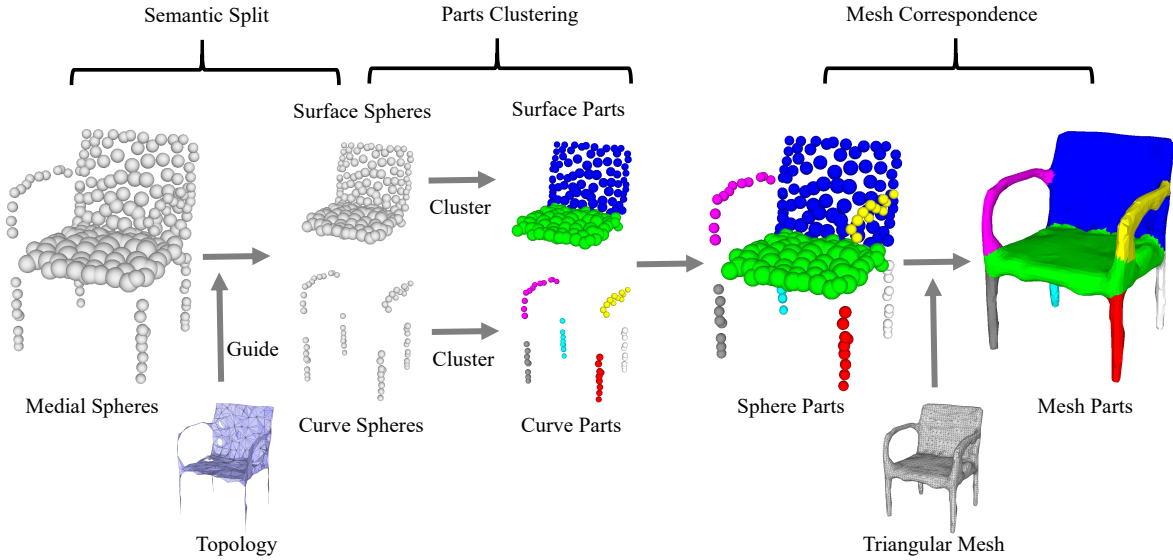 Semantic Split
Parts Clustering
Mesh Correspondence
Surface Spheres
Surface Parts
Cluster
Guide
Cluster
Medial Spheres
Curve Spheres
Curve Parts
Sphere Parts
Mesh Parts
Topology
Triangular Mesh